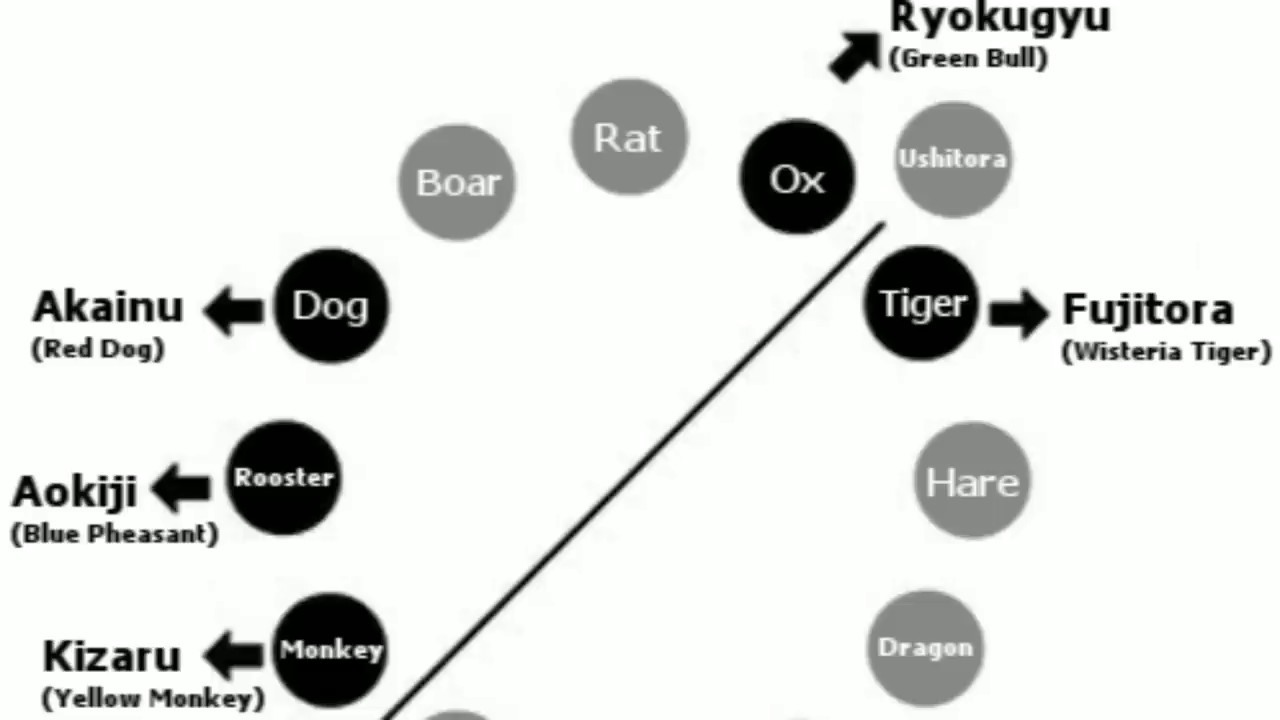 Ryokugyu
(Green Bull)
Rat
Ox
Ushitora
Boar
Dog
Akainu
(Red Dog)
Tiger
Fujitora
(Wisteria Tiger)
Rooster
Aokiji
(Blue Pheasant)
Hare
Monkey
Kizaru
(Yellow Monkey)
Dragon